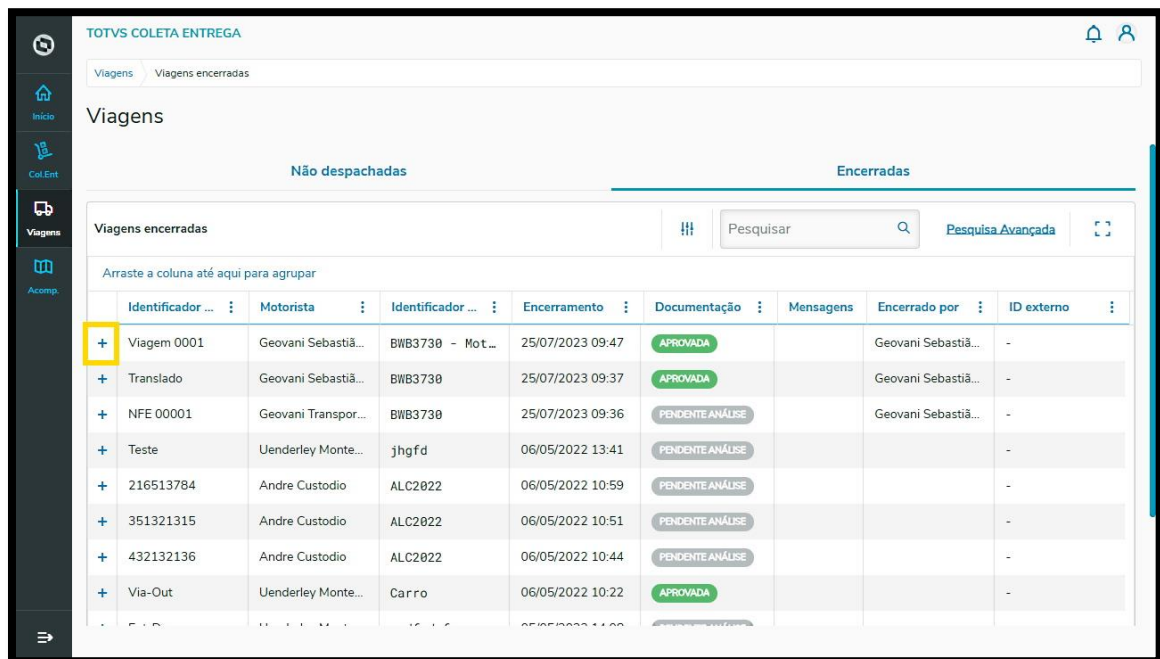 TOTVS COLETA ENTREGA
Viagens Viagens encerradas
Início
Viagens
Col.Ent
Não despachadas Encerradas
Viagens
Viagens encerradas Pesquisar Pesquisa Avançada
Acomp.
Arraste a coluna até aqui para agrupar
Identificador ... Motorista Identificador ... Encerramento Documentação Mensagens Encerrado por ID externo
+ Viagem 0001 Geovani Sebastiã... BWB3730 - Mot... 25/07/2023 09:47 APROVADA Geovani Sebastiã... -
+ Translado Geovani Sebastiã... BWB3730 25/07/2023 09:37 APROVADA Geovani Sebastiã... -
+ NFE 00001 Geovani Transpor... BWB3730 25/07/2023 09:36 PENDENTE ANÁLISE Geovani Sebastiã... -
+ Teste Uenderley Monte... jhgfd 06/05/2022 13:41 PENDENTE ANÁLISE -
+ 216513784 Andre Custodio ALC2022 06/05/2022 10:59 PENDENTE ANÁLISE -
+ 351321315 Andre Custodio ALC2022 06/05/2022 10:51 PENDENTE ANÁLISE -
+ 432132136 Andre Custodio ALC2022 06/05/2022 10:44 PENDENTE ANÁLISE -
+ Via-Out Uenderley Monte... Carro 06/05/2022 10:22 APROVADA -